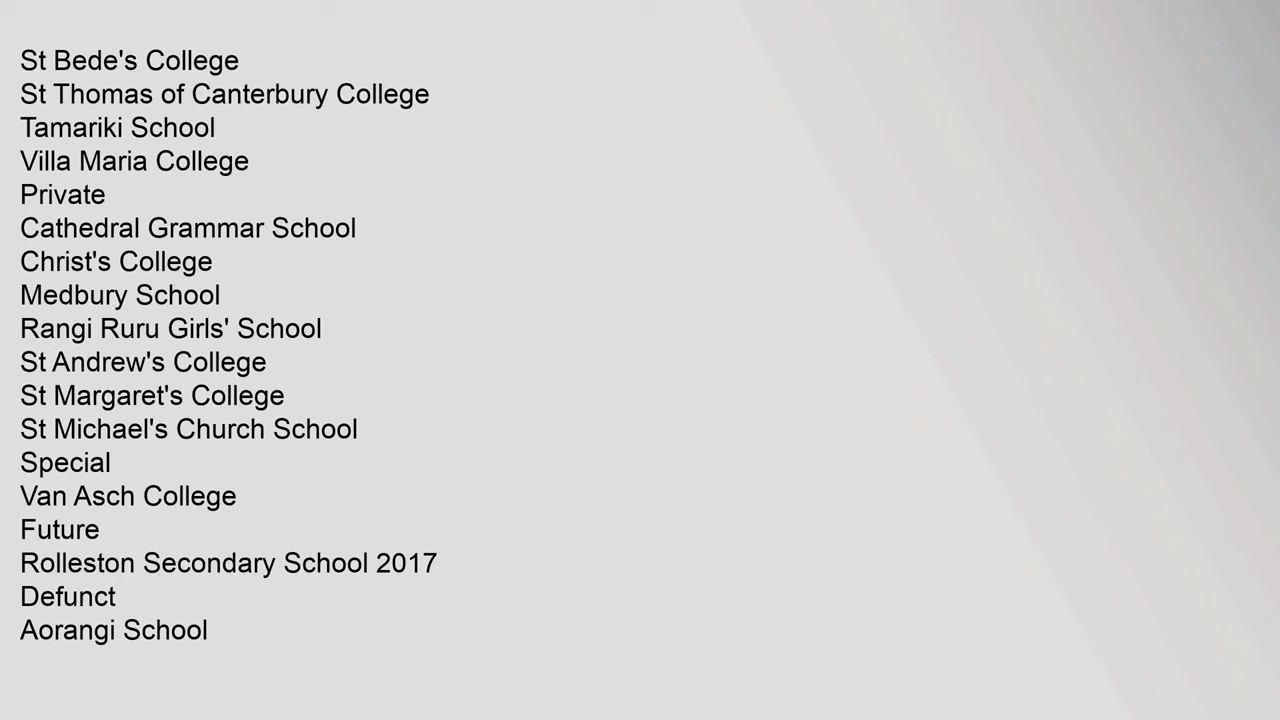 St Bede's College
St Thomas of Canterbury College
Tamariki School
Villa Maria College
Private
Cathedral Grammar School
Christ's College
Medbury School
Rangi Ruru Girls' School
St Andrew's College
St Margaret's College
St Michael's Church School
Special
Van Asch College
Future
Rolleston Secondary School 2017
Defunct
Aorangi School